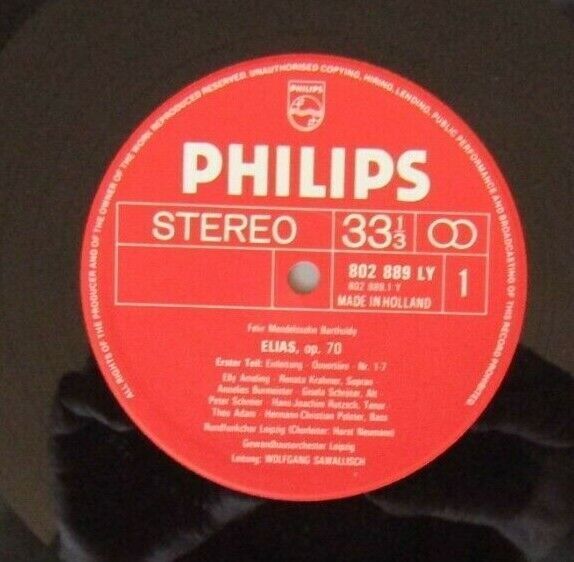 ALL RIGHTS OF THE PRODUCER AND OF THE OWNER OF THE WORK REPRODUCED RESERVED. UNAUTHORISED COPYING, HIRING, LENDING, PUBLIC PERFORMANCE AND BROADCASTING OF THIS RECORD PROHIBITED
PHILIPS
PHILIPS
STEREO 33 1/3
802 889 LY 1
802 889.1 Y
MADE IN HOLLAND
Felix Mendelssohn Bartholdy
ELIAS, op. 70
Erster Teil: Einleitung · Ouvertüre · Nr. 1-7
Elly Ameling · Renate Krahmer, Sopran
Annelies Burmeister · Gisela Schröter, Alt
Peter Schreier · Hans-Joachim Rotzsch, Tenor
Theo Adam · Hermann Christian Polster, Bass
Rundfunkchor Leipzig (Chorleiter: Horst Neumann)
Gewandhausorchester Leipzig
Leitung: WOLFGANG SAWALLISCH